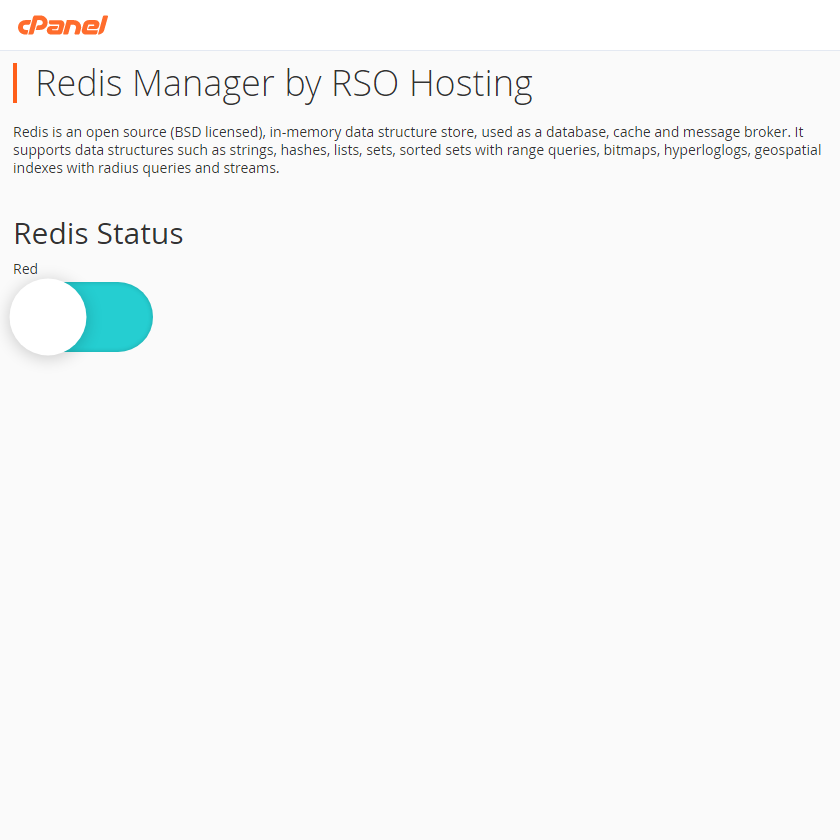 cPanel
Redis Manager by RSO Hosting
Redis is an open source (BSD licensed), in-memory data structure store, used as a database, cache and message broker. It
supports data structures such as strings, hashes, lists, sets, sorted sets with range queries, bitmaps, hyperloglogs, geospatial
indexes with radius queries and streams.
Redis Status
Red